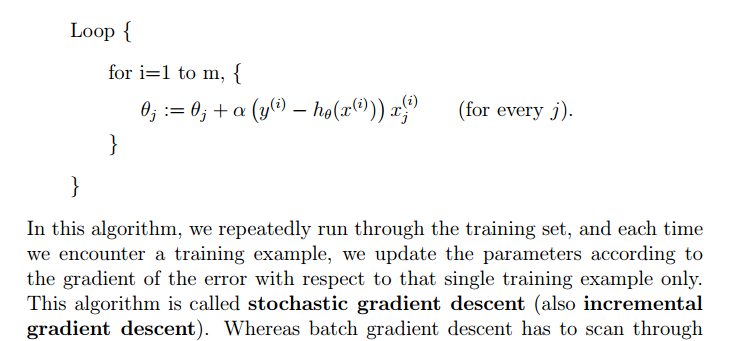 Loop {
for i=1 to m, {
θ_j := θ_j + α (y^{(i)} − h_θ(x^{(i)})) x_j^{(i)} (for every j).
}
}
In this algorithm, we repeatedly run through the training set, and each time
we encounter a training example, we update the parameters according to
the gradient of the error with respect to that single training example only.
This algorithm is called stochastic gradient descent (also incremental
gradient descent). Whereas batch gradient descent has to scan through